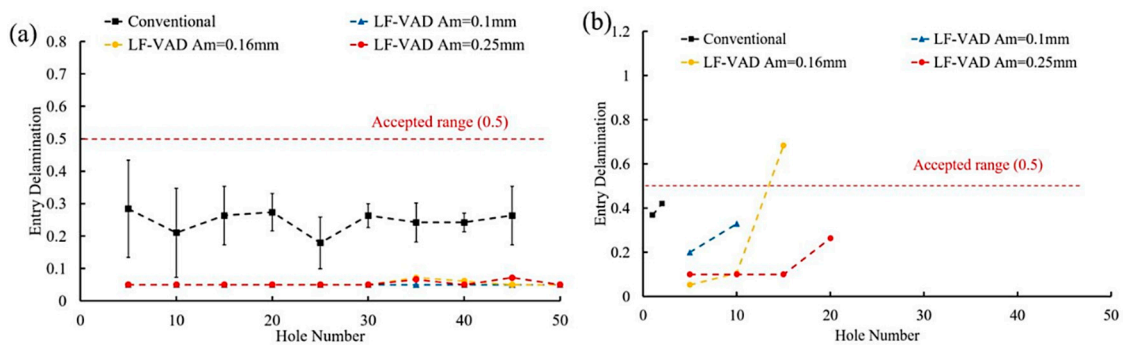 (a)
Conventional
LF-VAD Am=0.1mm
LF-VAD Am=0.16mm
LF-VAD Am=0.25mm
0.8
0.7
0.6
0.5
0.4
0.3
0.2
0.1
0
Entry Delamination
Accepted range (0.5)
0 10 20 30 40 50
Hole Number
(b)
Conventional
LF-VAD Am=0.1mm
LF-VAD Am=0.16mm
LF-VAD Am=0.25mm
1.2
1
0.8
0.6
0.4
0.2
0
Entry Delamination
Accepted range (0.5)
0 10 20 30 40 50
Hole Number